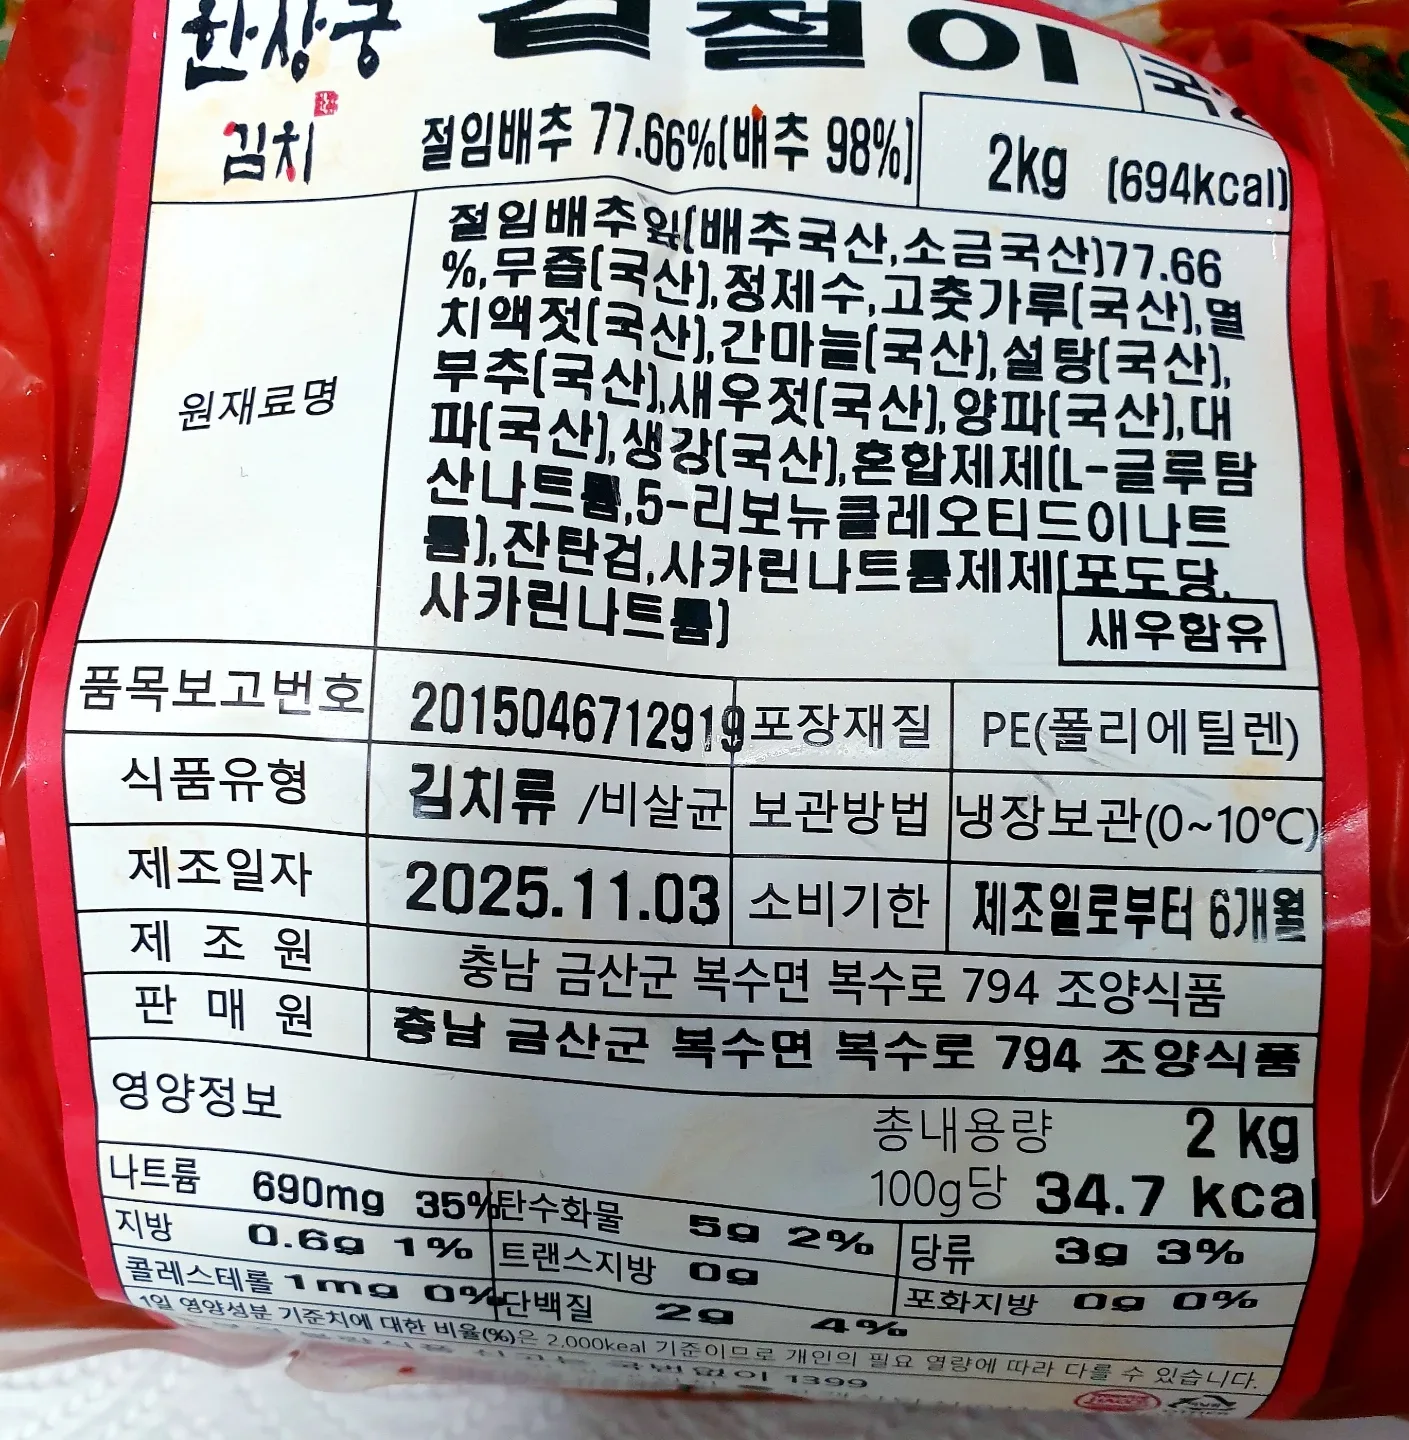 한상궁 겉절이
김치
절임배추 77.66%(배추 98%)
2kg (694kcal)
원재료명
절임배추잎(배추국산,소금국산)77.66
%,무즙(국산),정제수,고춧가루(국산),멸
치액젓(국산),간마늘(국산),설탕(국산),
부추(국산),새우젓(국산),양파(국산),대
파(국산),생강(국산),혼합제제(L-글루탐
산나트륨,5-리보뉴클레오티드이나트
륨),잔탄검,사카린나트륨제제(포도당,
사카린나트륨)
새우함유
품목보고번호 2015046712919 포장재질 PE(폴리에틸렌)
식품유형 김치류 /비살균 보관방법 냉장보관(0~10℃)
제조일자 2025.11.03 소비기한 제조일로부터 6개월
제 조 원 충남 금산군 복수면 복수로 794 조양식품
판 매 원 충남 금산군 복수면 복수로 794 조양식품
영양정보
총내용량 2 kg
100g당 34.7 kcal
나트륨 690mg 35% 탄수화물 5g 2% 당류 3g 3%
지방 0.6g 1% 트랜스지방 0g 포화지방 0g 0%
콜레스테롤 1mg 0% 단백질 2g 4%
1일 영양성분 기준치에 대한 비율(%)은 2,000keal 기준이므로 개인의 필요 열량에 따라 다를 수 있습니다.
국번없이 1399